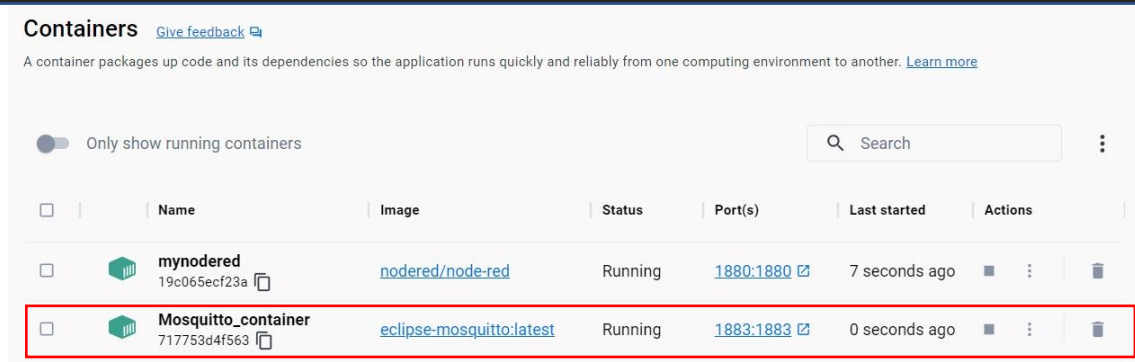 Containers Give feedback
A container packages up code and its dependencies so the application runs quickly and reliably from one computing environment to another. Learn more
Only show running containers Search
Name Image Status Port(s) Last started Actions
mynodered nodered/node-red Running 1880:1880 7 seconds ago
19c065ecf23a
Mosquitto_container eclipse-mosquitto:latest Running 1883:1883 0 seconds ago
717753d4f563